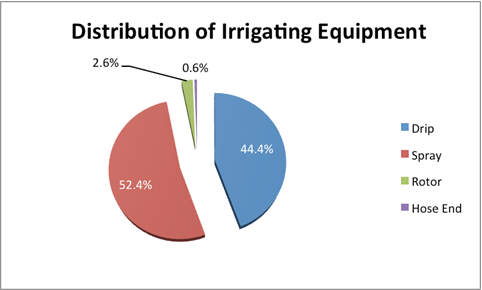 Distribution of Irrigating Equipment
2.6%
0.6%
44.4%
52.4%
Drip
Spray
Rotor
Hose End